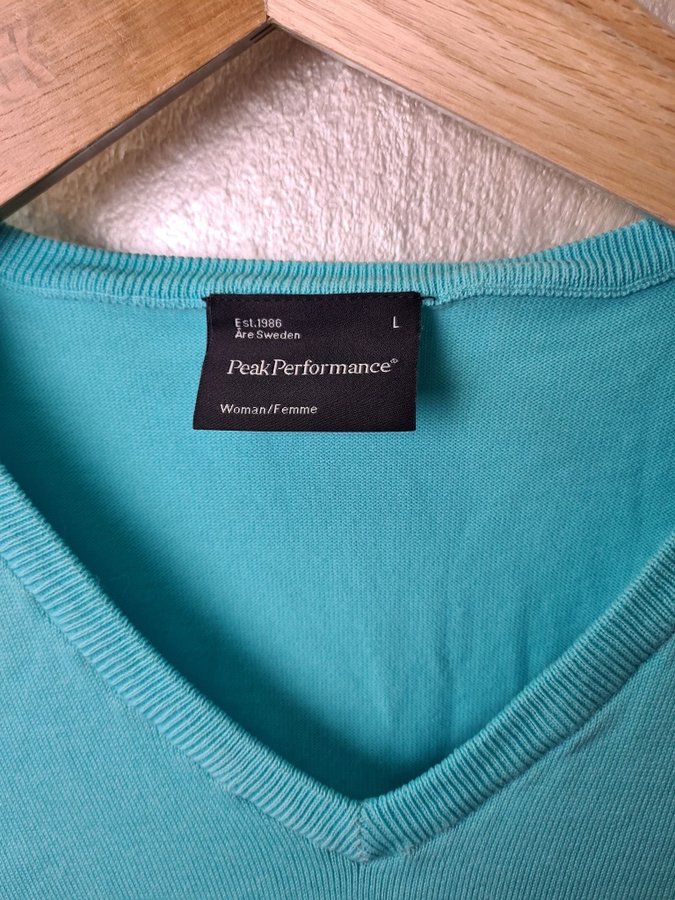 Est.1986 L
Åre Sweden
PeakPerformance®
Woman/Femme